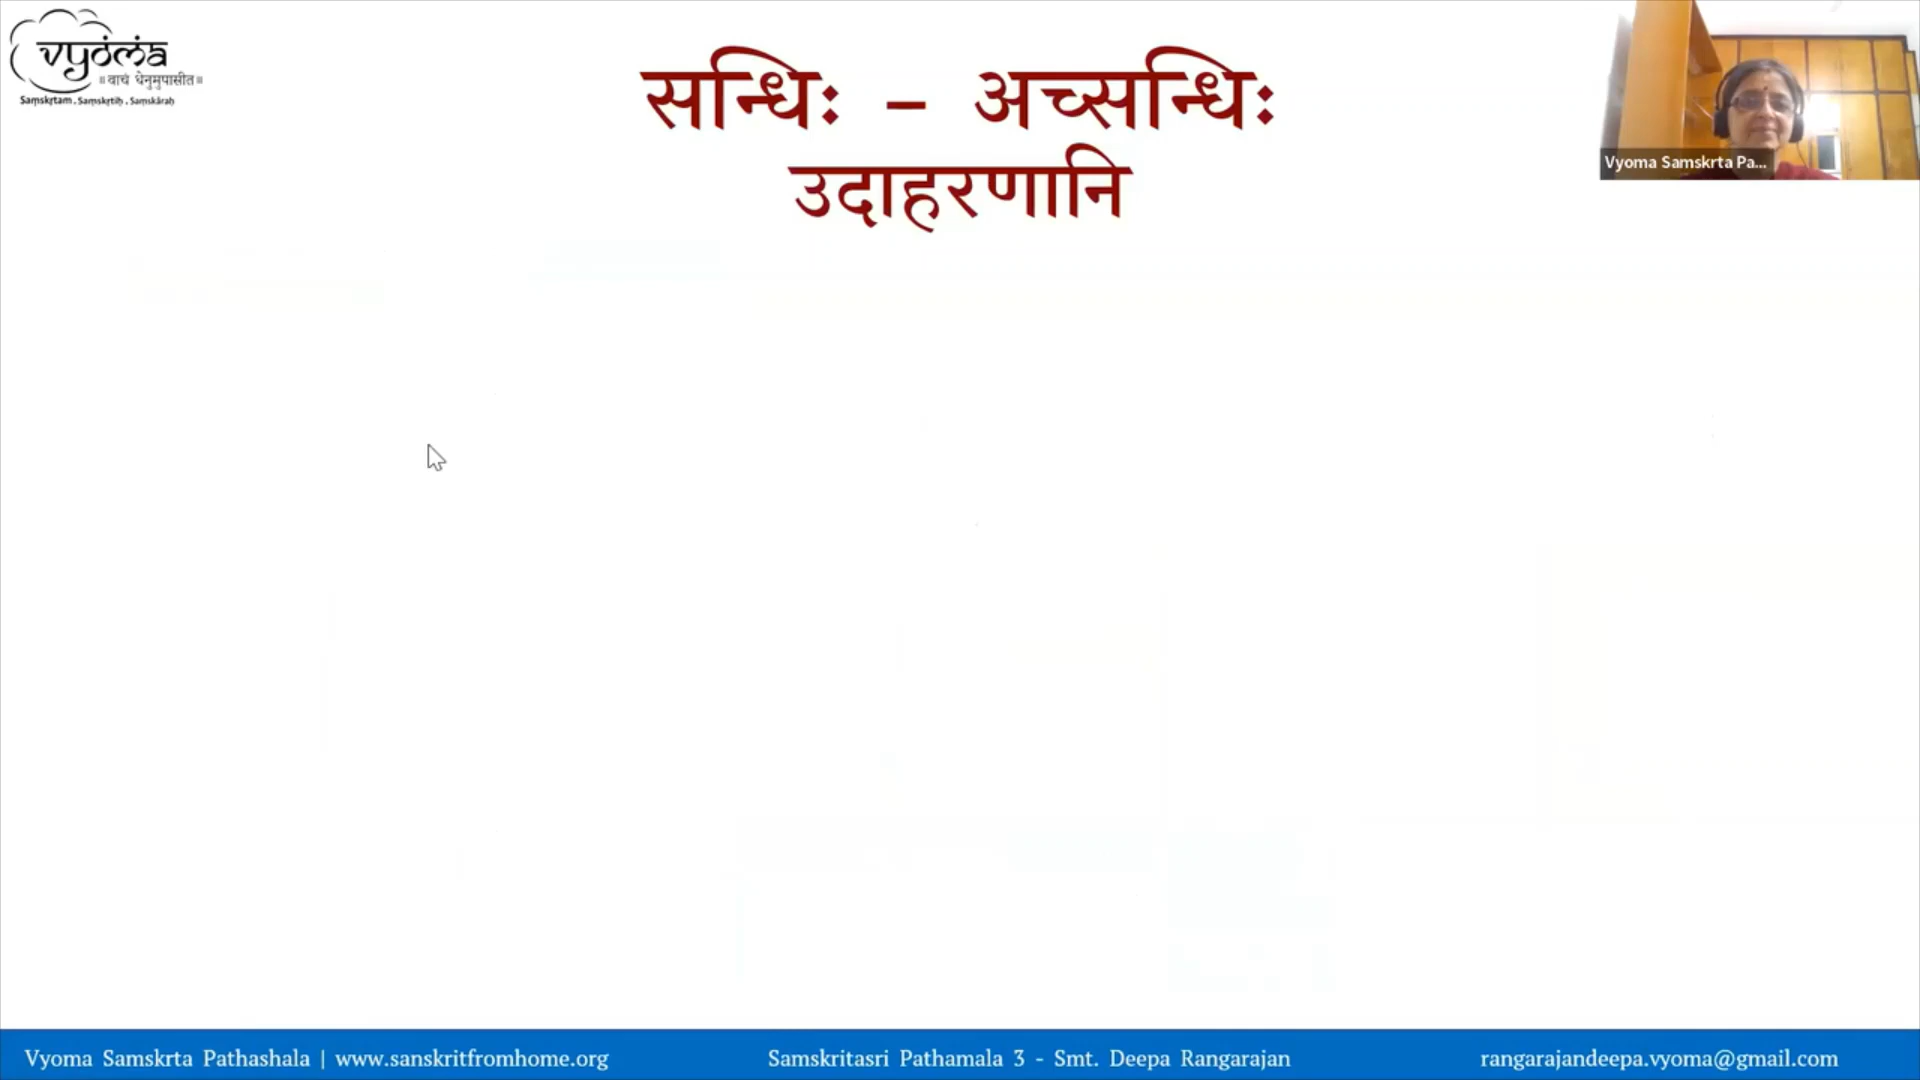 vyoma
॥वाचं धेनुमुपासीत॥
Saṃskṛtam . Saṃskṛtiḥ . Saṃskāraḥ
सन्धिः – अच्सन्धिः
उदाहरणानि
Vyoma Samskrta Pa...
Vyoma Samskrta Pathashala | www.sanskritfromhome.org
Samskritasri Pathamala 3 - Smt. Deepa Rangarajan
rangarajandeepa.vyoma@gmail.com